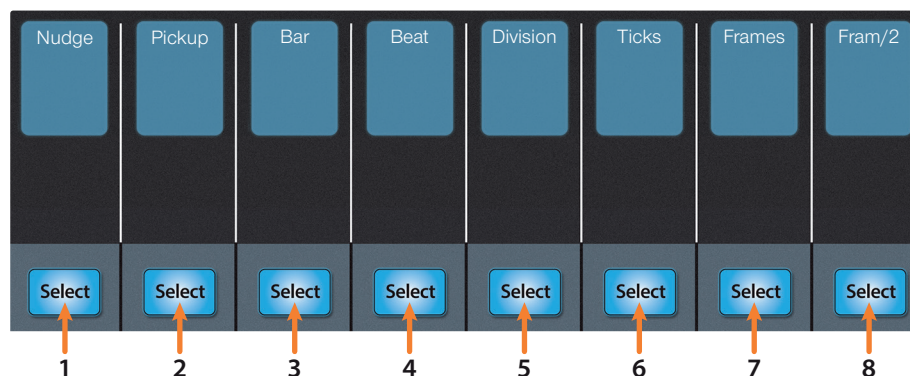 Nudge Pickup Bar Beat Division Ticks Frames Fram/2
Select Select Select Select Select Select Select Select
1 2 3 4 5 6 7 8